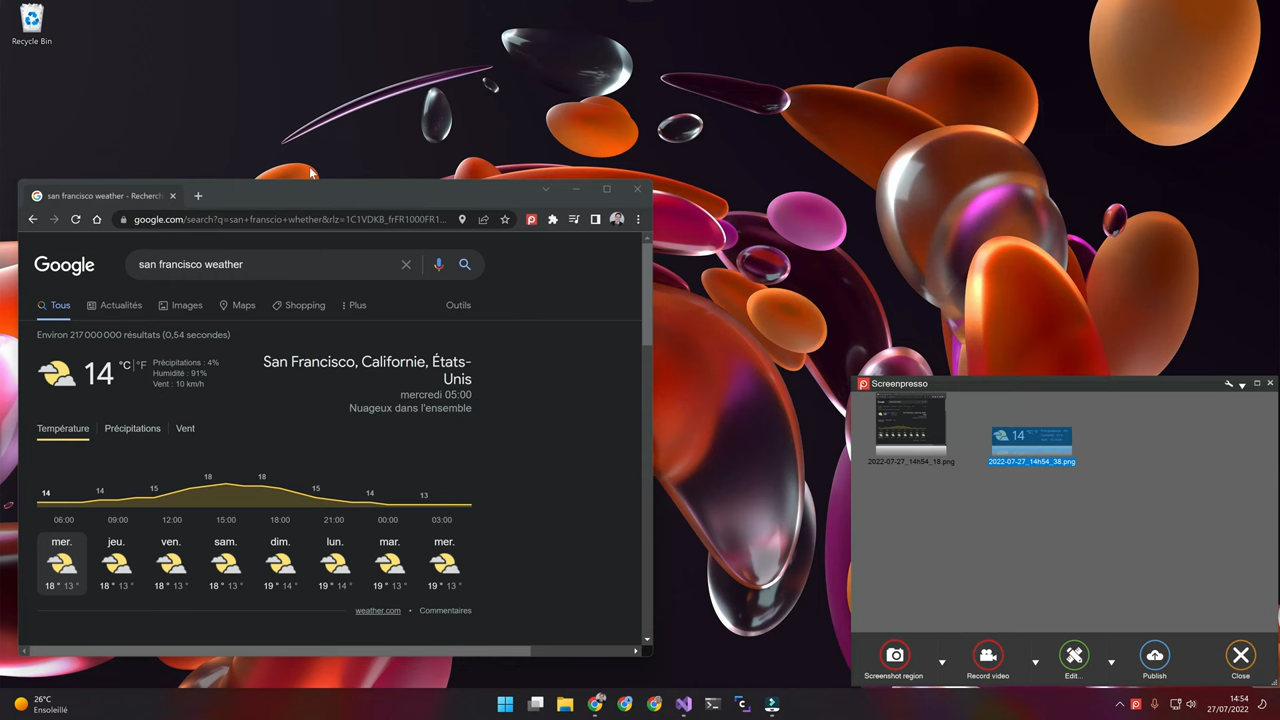 Recycle Bin
san francisco weather - Recherch
google.com/search?q=san+franscio+whether&rlz=1C1VDKB_frFR1000FR1...
Google
san francisco weather
Tous Actualités Images Maps Shopping Plus Outils
Environ 217 000 000 résultats (0,54 secondes)
14 °C | °F
Précipitations : 4%
Humidité : 91%
Vent : 10 km/h
San Francisco, Californie, États-
Unis
mercredi 05:00
Nuageux dans l'ensemble
Température Précipitations Vent
14 14 15 18 18 15 14 13
06:00 09:00 12:00 15:00 18:00 21:00 00:00 03:00
mer. jeu. ven. sam. dim. lun. mar. mer.
18° 13° 18° 13° 18° 13° 18° 13° 19° 14° 19° 14° 19° 13° 19° 13°
weather.com • Commentaires
Screenpresso
14
2022-07-27_14h54_18.png 2022-07-27_14h54_38.png
Screenshot region Record video Edit... Publish Close
26°C
Ensoleillé
14:54
27/07/2022